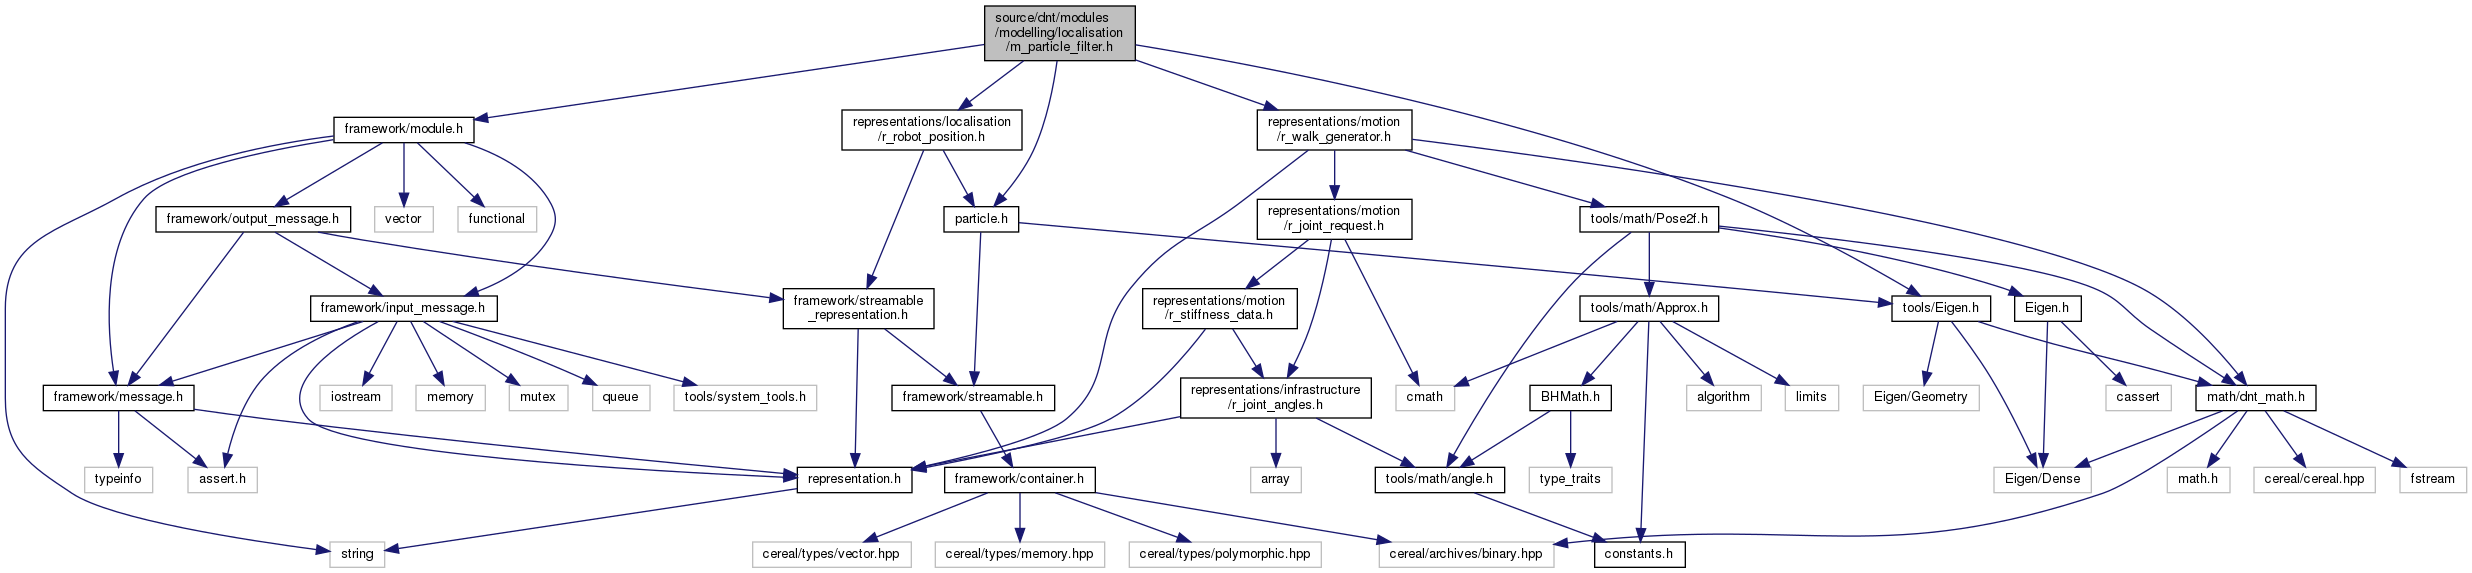 source/dnt/modules
/modelling/localisation
/m_particle_filter.h
framework/module.h
representations/localisation
/r_robot_position.h
representations/motion
/r_walk_generator.h
framework/output_message.h
vector
functional
particle.h
representations/motion
/r_joint_request.h
tools/math/Pose2f.h
framework/input_message.h
framework/streamable
_representation.h
representations/motion
/r_stiffness_data.h
tools/math/Approx.h
tools/Eigen.h
Eigen.h
framework/message.h
iostream
memory
mutex
queue
tools/system_tools.h
framework/streamable.h
representations/infrastructure
/r_joint_angles.h
cmath
BHMath.h
algorithm
limits
Eigen/Geometry
cassert
math/dnt_math.h
typeinfo
assert.h
representation.h
framework/container.h
array
tools/math/angle.h
type_traits
Eigen/Dense
math.h
cereal/cereal.hpp
fstream
string
cereal/types/vector.hpp
cereal/types/memory.hpp
cereal/types/polymorphic.hpp
cereal/archives/binary.hpp
constants.h